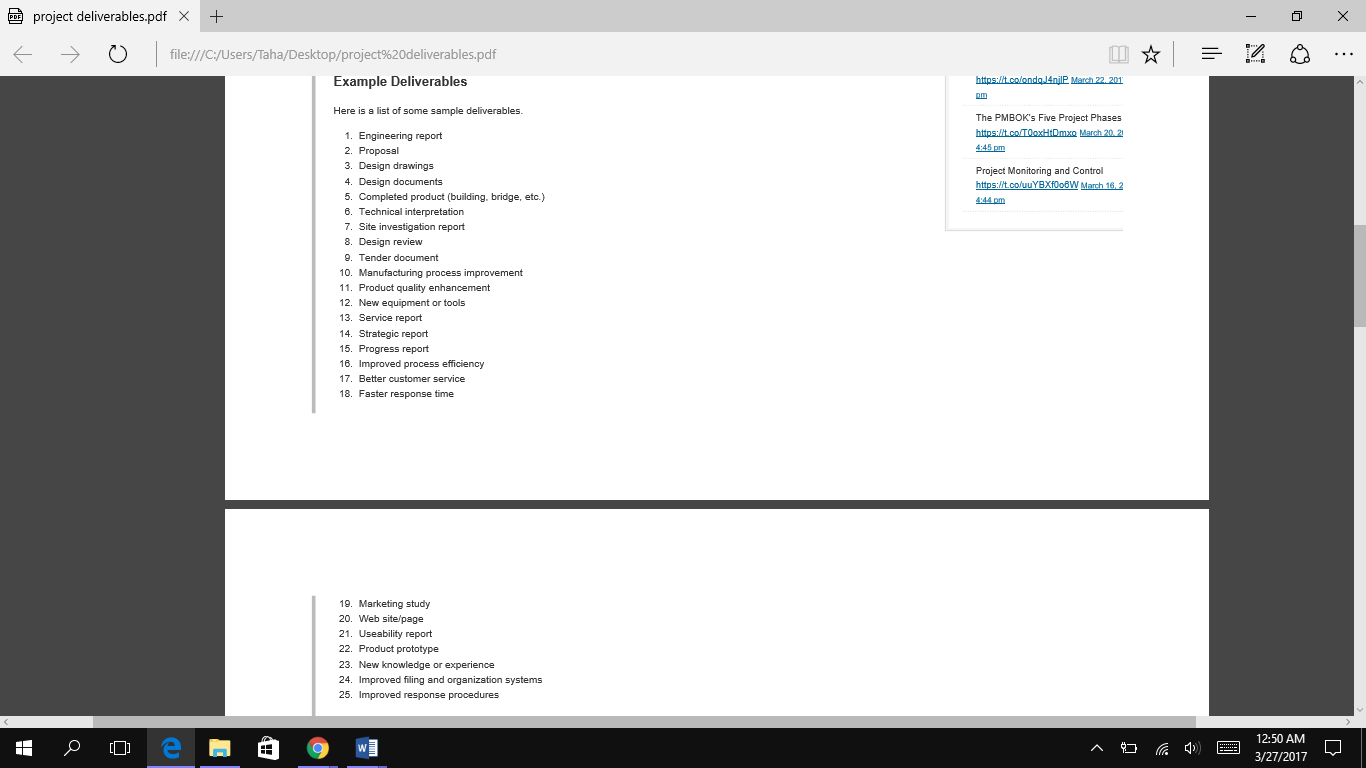 project deliverables.pdf
file:///C:/Users/Taha/Desktop/project%20deliverables.pdf
Example Deliverables
Here is a list of some sample deliverables.
1. Engineering report
2. Proposal
3. Design drawings
4. Design documents
5. Completed product (building, bridge, etc.)
6. Technical interpretation
7. Site investigation report
8. Design review
9. Tender document
10. Manufacturing process improvement
11. Product quality enhancement
12. New equipment or tools
13. Service report
14. Strategic report
15. Progress report
16. Improved process efficiency
17. Better customer service
18. Faster response time
https://t.co/ondqJ4njIP March 22, 201
pm
The PMBOK's Five Project Phases
https://t.co/T0oxHtDmxo March 20, 2
4:45 pm
Project Monitoring and Control
https://t.co/uuYBXf0o6W March 16, 2
4:44 pm
19. Marketing study
20. Web site/page
21. Useability report
22. Product prototype
23. New knowledge or experience
24. Improved filing and organization systems
25. Improved response procedures
12:50 AM
3/27/2017